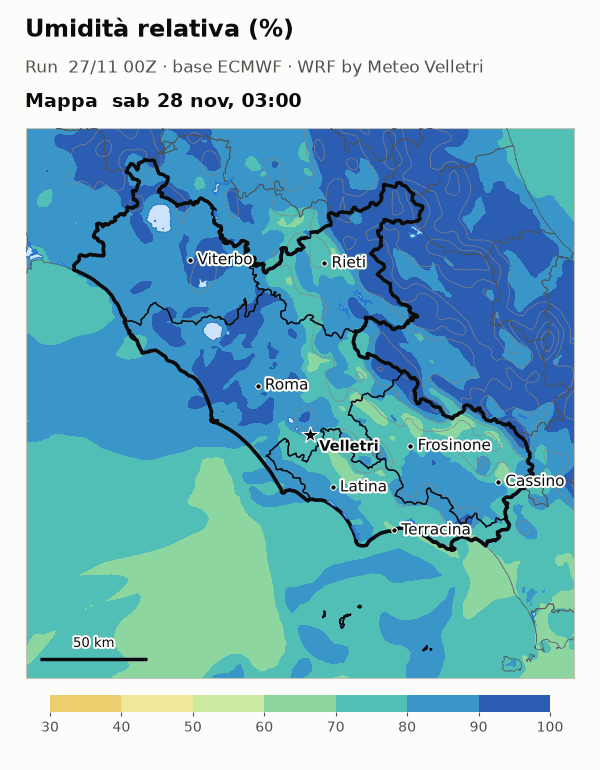 Umidità relativa (%)
Run  27/11 00Z · base ECMWF · WRF by Meteo Velletri
Mappa  sab 28 nov, 03:00
Viterbo
Rieti
Roma
Velletri
Frosinone
Latina
Cassino
Terracina
50 km
30 40 50 60 70 80 90 100